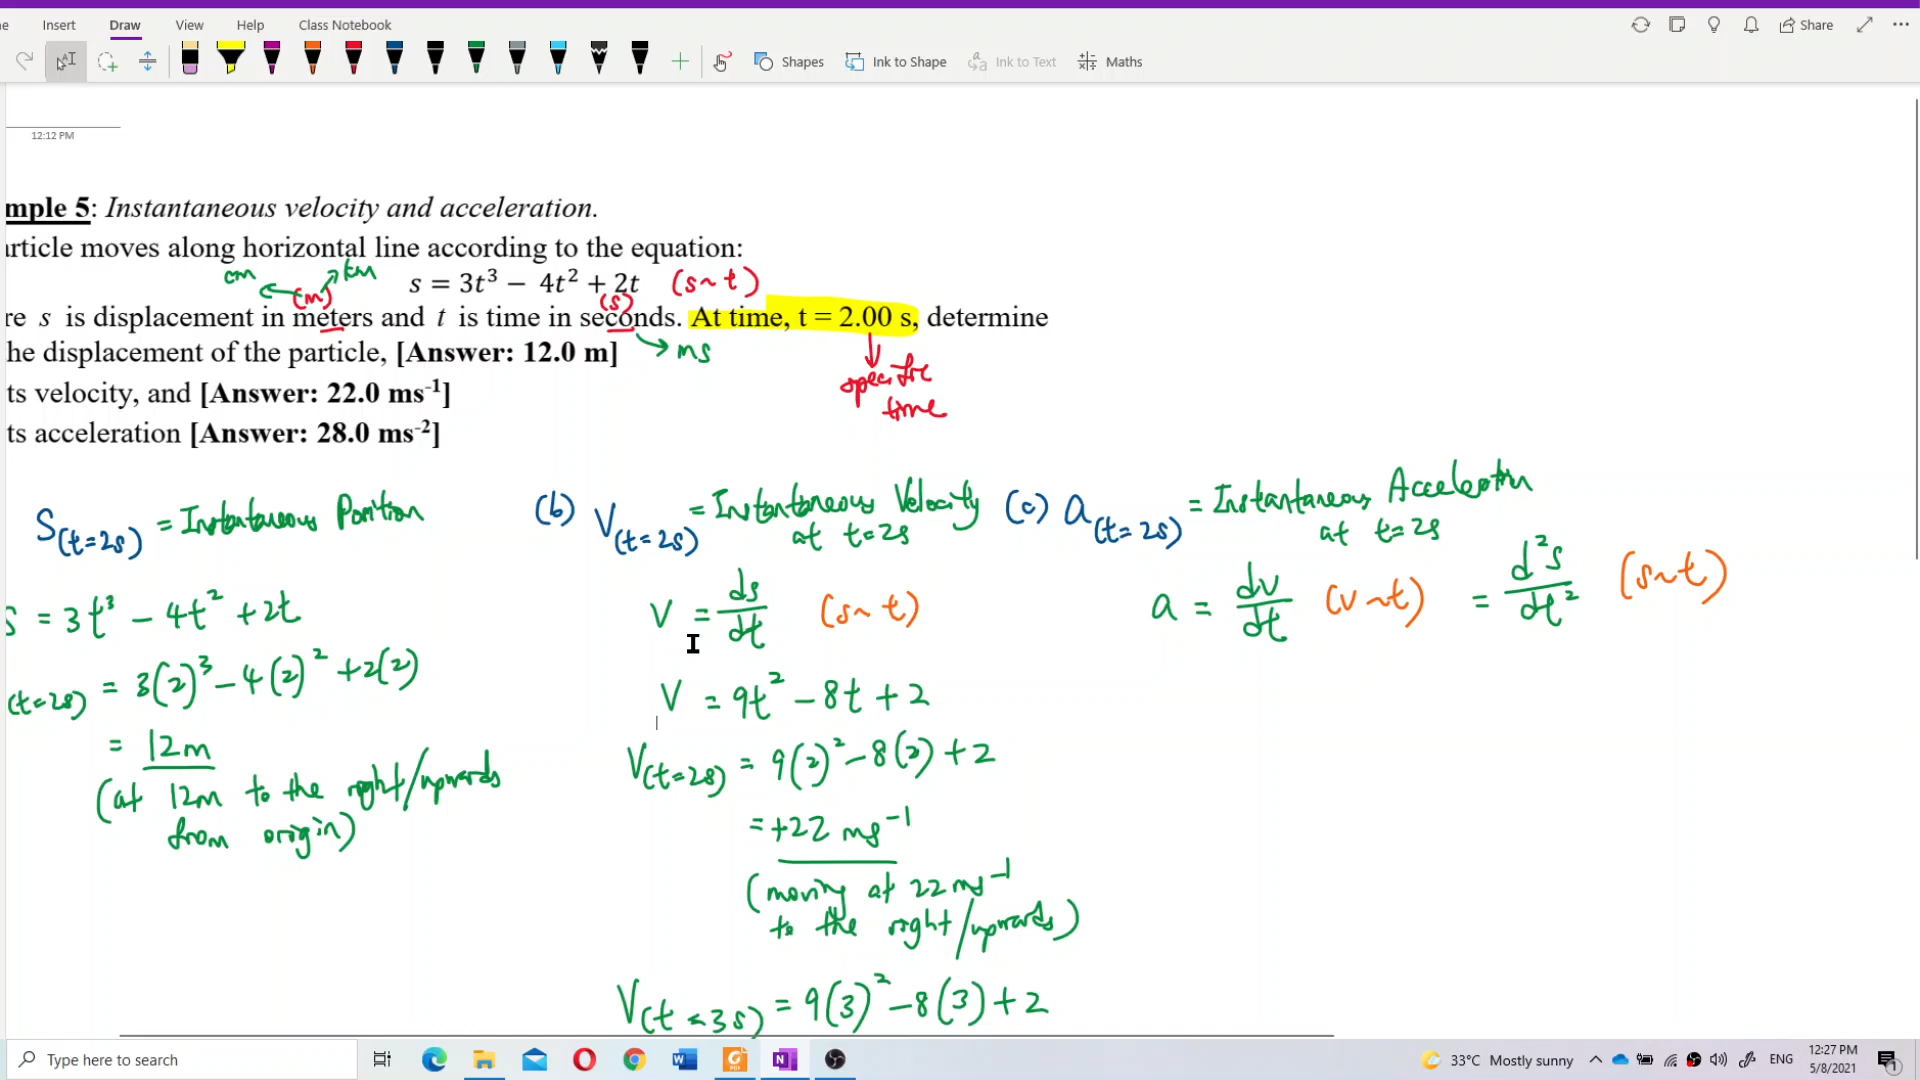 Insert Draw View Help Class Notebook Share
Shapes Ink to Shape Ink to Text Maths
12:12 PM
mple 5: Instantaneous velocity and acceleration.
article moves along horizontal line according to the equation:
cm (m) km s = 3t³ − 4t² + 2t (s~t)
(s)
re s is displacement in meters and t is time in seconds. At time, t = 2.00 s, determine
he displacement of the particle, [Answer: 12.0 m] ms
specific
time
ts velocity, and [Answer: 22.0 ms⁻¹]
ts acceleration [Answer: 28.0 ms⁻²]
S(t=2s) = Instantaneous Position
(b) V(t=2s) = Instantaneous Velocity
at t=2s
(c) a(t=2s) = Instantaneous Acceleration
at t=2s
S = 3t³ − 4t² + 2t
(t=2s) = 3(2)³ − 4(2)² + 2(2)
= 12m
(at 12m to the right/upwards
from origin)
V = ds/dt (s~t)
V = 9t² − 8t + 2
V(t=2s) = 9(2)² − 8(2) + 2
= +22 ms⁻¹
(moving at 22 ms⁻¹
to the right/upwards)
V(t=3s) = 9(3)² − 8(3) + 2
a = dv/dt (v~t) = d²s/dt² (s~t)
Type here to search
33°C Mostly sunny ENG 12:27 PM
5/8/2021 1